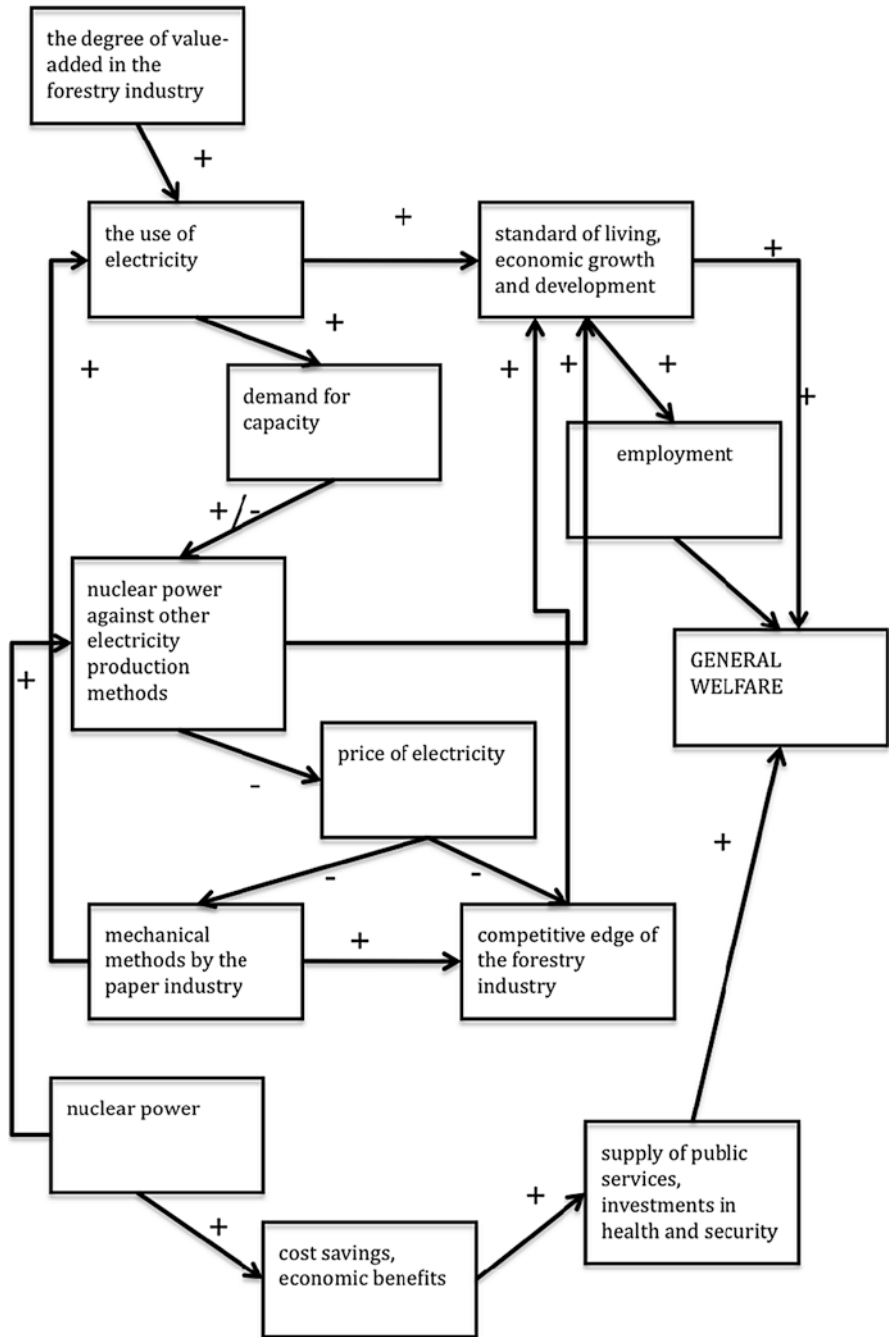 the degree of value-
added in the
forestry industry
+
the use of
electricity
+
standard of living,
economic growth
and development
+
+
+
demand for
capacity
+
+
+
+
employment
+ / -
nuclear power
against other
electricity
production
methods
+
GENERAL
WELFARE
price of electricity
-
+
-
-
mechanical
methods by the
paper industry
+
competitive edge of
the forestry
industry
nuclear power
supply of public
services,
investments in
health and security
+
+
cost savings,
economic benefits